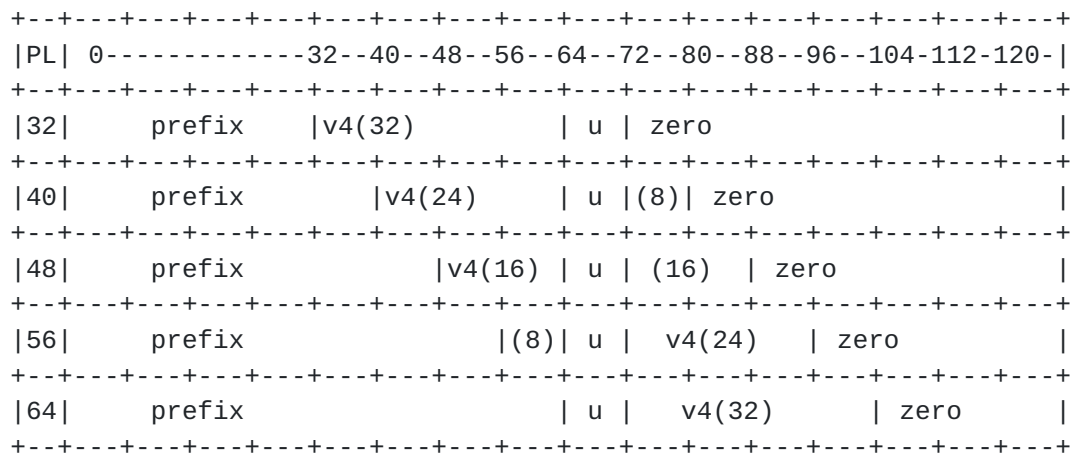 +--+---+---+---+---+---+---+---+---+---+---+---+---+---+---+---+---+
|PL| 0-------------32--40--48--56--64--72--80--88--96--104-112-120-|
+--+---+---+---+---+---+---+---+---+---+---+---+---+---+---+---+---+
|32|     prefix    |v4(32)         | u | zero                      |
+--+---+---+---+---+---+---+---+---+---+---+---+---+---+---+---+---+
|40|     prefix        |v4(24)     | u |(8)| zero                  |
+--+---+---+---+---+---+---+---+---+---+---+---+---+---+---+---+---+
|48|     prefix            |v4(16) | u | (16)  | zero              |
+--+---+---+---+---+---+---+---+---+---+---+---+---+---+---+---+---+
|56|     prefix                |(8)| u |  v4(24)   | zero          |
+--+---+---+---+---+---+---+---+---+---+---+---+---+---+---+---+---+
|64|     prefix                    | u |   v4(32)      | zero      |
+--+---+---+---+---+---+---+---+---+---+---+---+---+---+---+---+---+